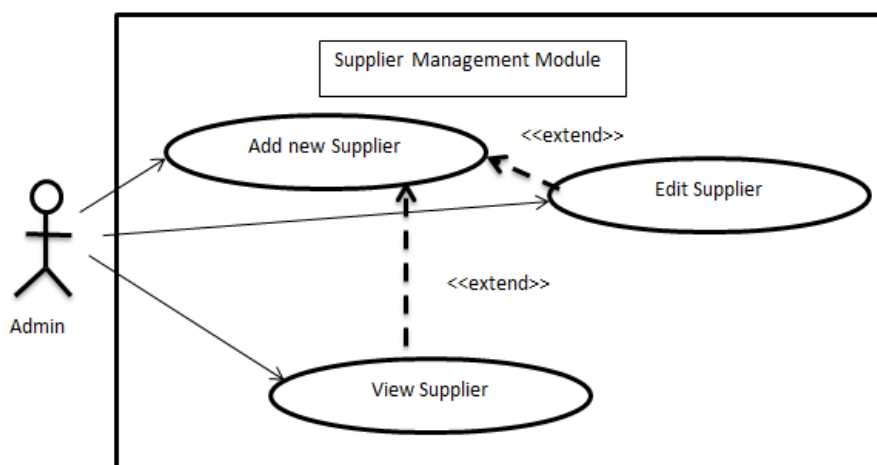 Supplier Management Module
Add new Supplier
<<extend>>
Edit Supplier
<<extend>>
Admin
View Supplier